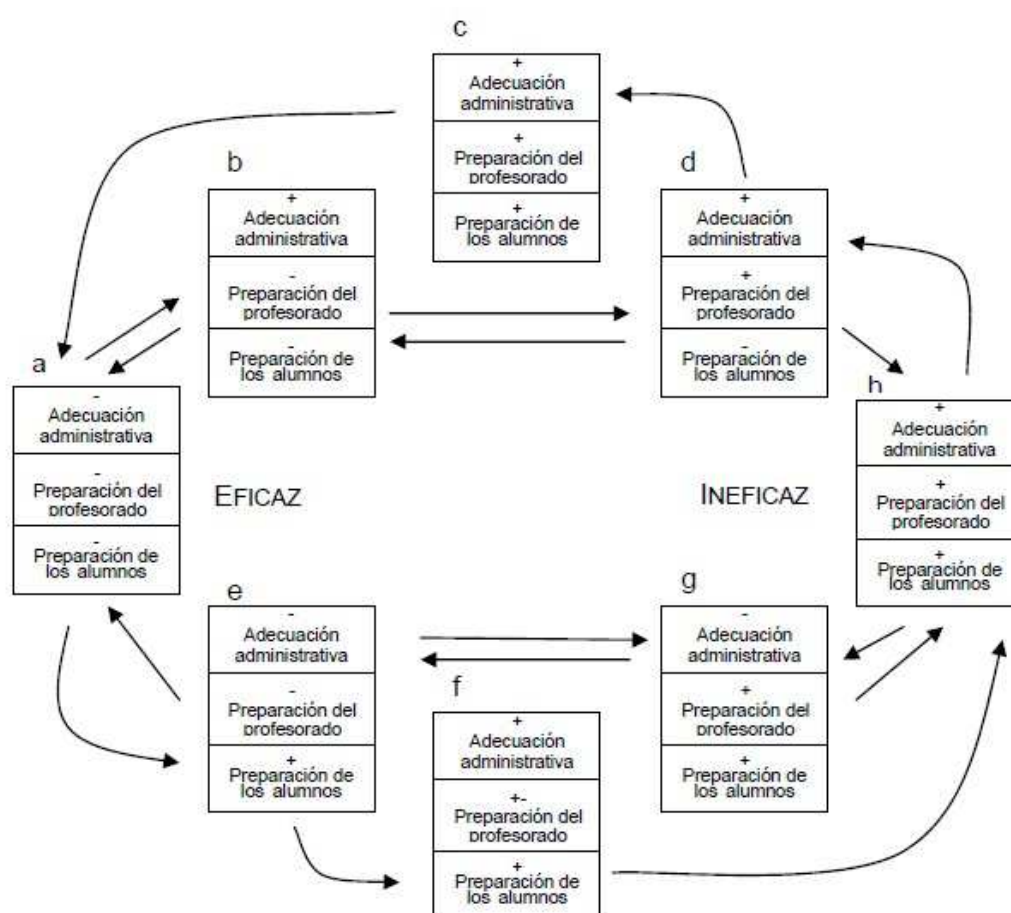 c
+
Adecuación
administrativa
+
Preparación del
profesorado
+
Preparación de
los alumnos
b
+
Adecuación
administrativa
-
Preparación del
profesorado
-
Preparación de
los alumnos
d
+
Adecuación
administrativa
+
Preparación del
profesorado
-
Preparación de
los alumnos
a
-
Adecuación
administrativa
-
Preparación del
profesorado
-
Preparación de
los alumnos
EFICAZ
INEFICAZ
h
+
Adecuación
administrativa
+
Preparación del
profesorado
+
Preparación de
los alumnos
e
-
Adecuación
administrativa
-
Preparación del
profesorado
+
Preparación de
los alumnos
f
+
Adecuación
administrativa
+-
Preparación del
profesorado
+
Preparación de
los alumnos
g
-
Adecuación
administrativa
+
Preparación del
profesorado
+
Preparación de
los alumnos